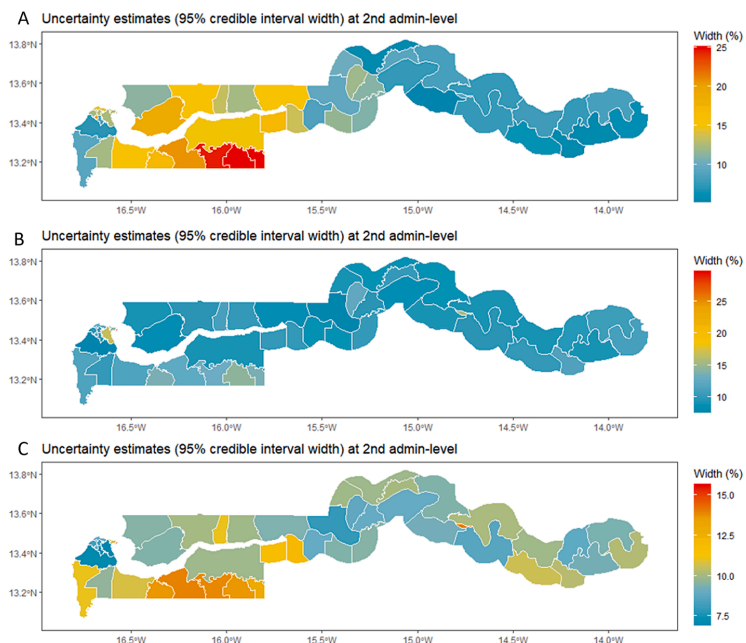 A Uncertainty estimates (95% credible interval width) at 2nd admin-level
13.8°N
13.6°N
13.4°N
13.2°N
16.5°W 16.0°W 15.5°W 15.0°W 14.5°W 14.0°W
Width (%)
25
20
15
10
B Uncertainty estimates (95% credible interval width) at 2nd admin-level
13.8°N
13.6°N
13.4°N
13.2°N
16.5°W 16.0°W 15.5°W 15.0°W 14.5°W 14.0°W
Width (%)
25
20
15
10
C Uncertainty estimates (95% credible interval width) at 2nd admin-level
13.8°N
13.6°N
13.4°N
13.2°N
16.5°W 16.0°W 15.5°W 15.0°W 14.5°W 14.0°W
Width (%)
15.0
12.5
10.0
7.5